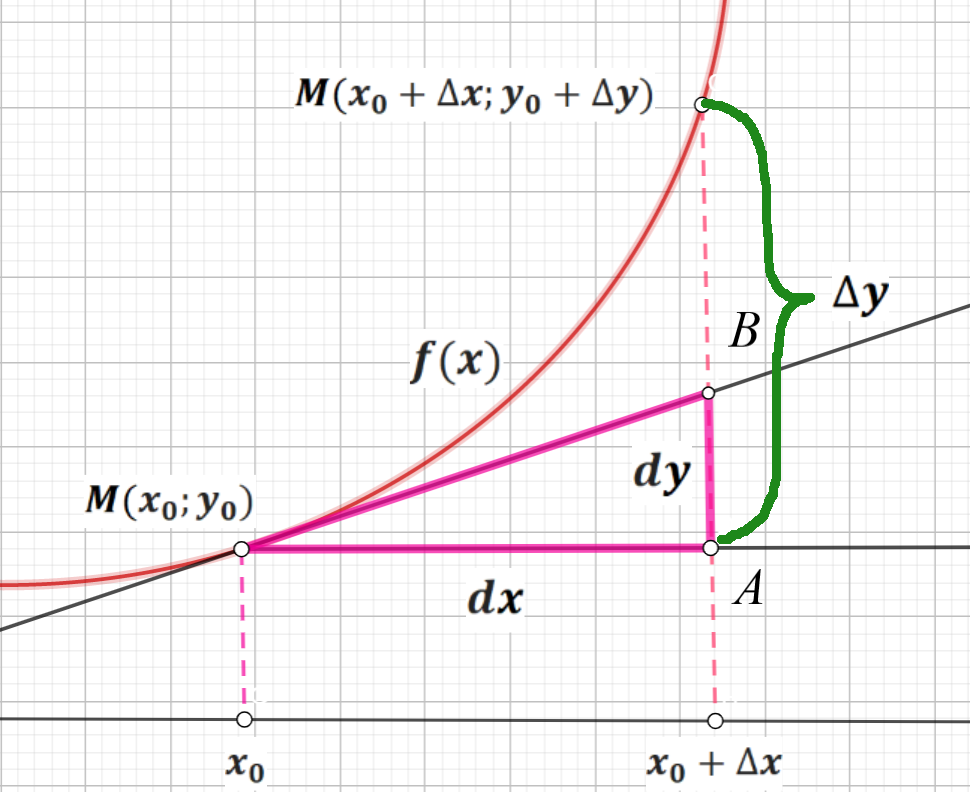 M(x₀ + Δx; y₀ + Δy)
Δy
B
f(x)
dy
M(x₀; y₀)
A
dx
x₀
x₀ + Δx